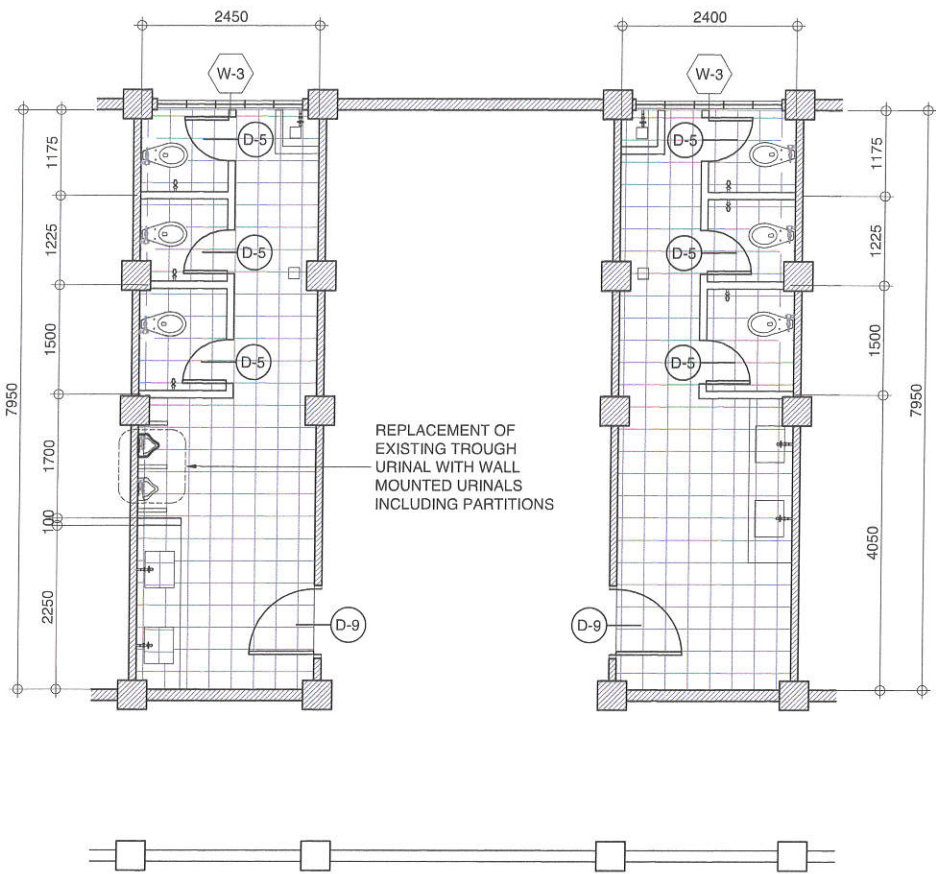 2450
2400
W-3
W-3
D-5
D-5
1175
1175
1225
1225
D-5
D-5
1500
1500
D-5
D-5
7950
7950
REPLACEMENT OF
EXISTING TROUGH
URINAL WITH WALL
MOUNTED URINALS
INCLUDING PARTITIONS
1700
100
4050
2250
D-9
D-9